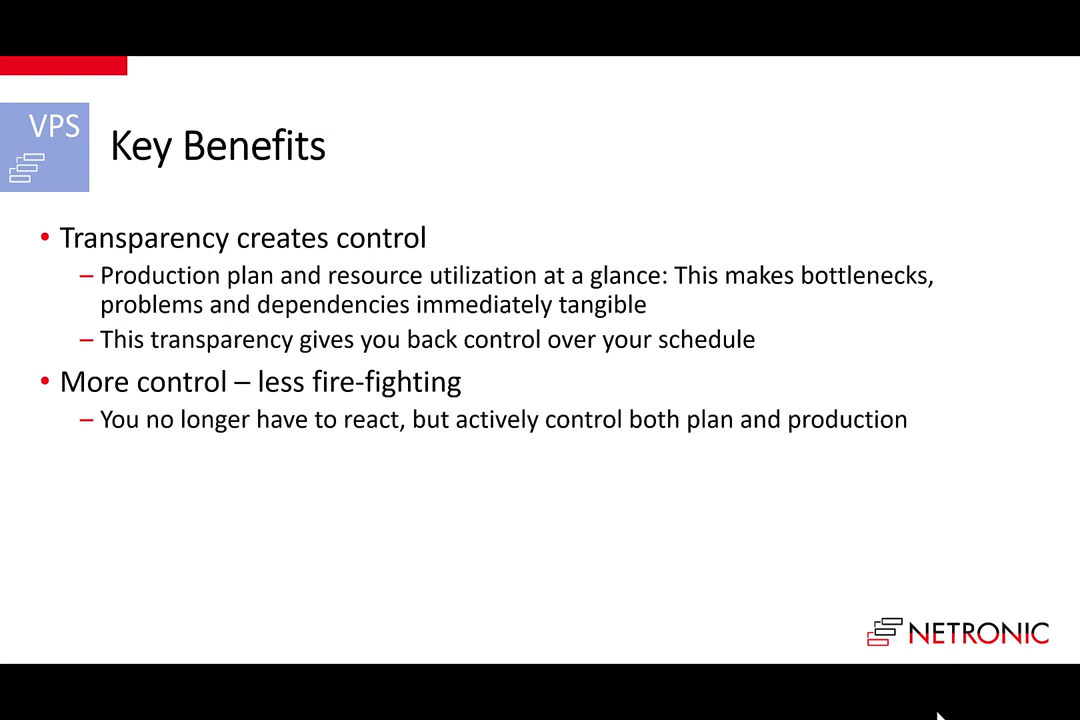 VPS
Key Benefits
• Transparency creates control
– Production plan and resource utilization at a glance: This makes bottlenecks,
problems and dependencies immediately tangible
– This transparency gives you back control over your schedule
• More control – less fire-fighting
– You no longer have to react, but actively control both plan and production
NETRONIC